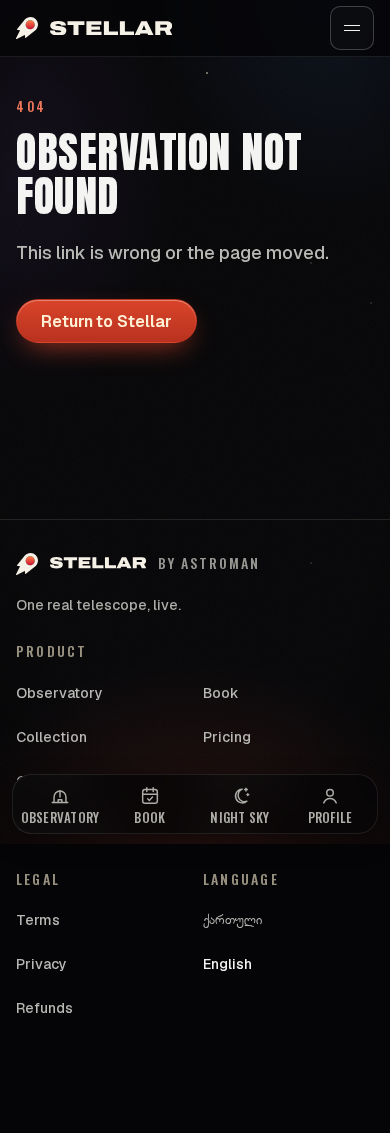 STELLAR
404
OBSERVATION NOT
FOUND
This link is wrong or the page moved.
Return to Stellar
STELLAR BY ASTROMAN
One real telescope, live.
PRODUCT
Observatory Book
Collection Pricing
OBSERVATORY BOOK NIGHT SKY PROFILE
LEGAL LANGUAGE
Terms ქართული
Privacy English
Refunds